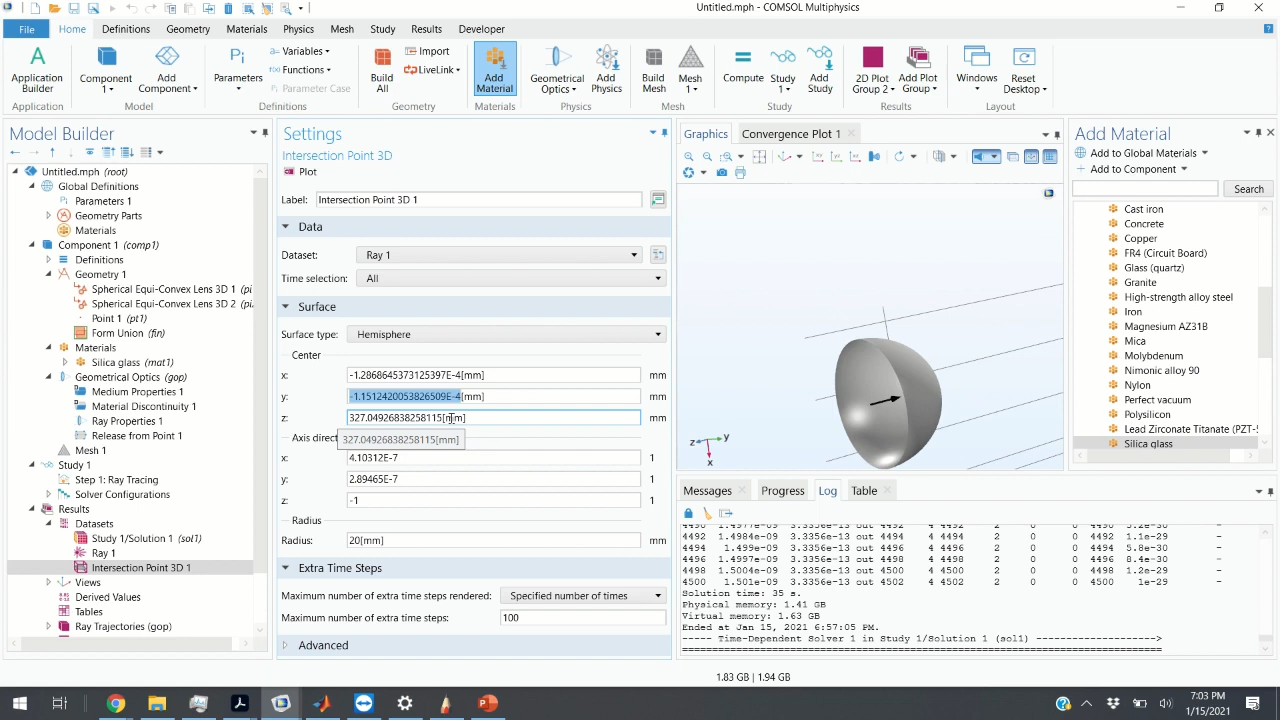 Untitled.mph - COMSOL Multiphysics
File Home Definitions Geometry Materials Physics Mesh Study Results Developer
Application Builder
Component 1
Add Component
Parameters
Variables
Functions
Parameter Case
Build All
Import
LiveLink
Add Material
Geometrical Optics
Add Physics
Build Mesh
Mesh 1
Compute
Study 1
Add Study
2D Plot Group 2
Add Plot Group
Windows
Reset Desktop
Application Model Definitions Geometry Materials Physics Mesh Study Results Layout
Model Builder
Untitled.mph (root)
Global Definitions
Parameters 1
Geometry Parts
Materials
Component 1 (comp1)
Definitions
Geometry 1
Spherical Equi-Convex Lens 3D 1 (pi
Spherical Equi-Convex Lens 3D 2 (pi
Point 1 (pt1)
Form Union (fin)
Materials
Silica glass (mat1)
Geometrical Optics (gop)
Medium Properties 1
Material Discontinuity 1
Ray Properties 1
Release from Point 1
Mesh 1
Study 1
Step 1: Ray Tracing
Solver Configurations
Results
Datasets
Study 1/Solution 1 (sol1)
Ray 1
Intersection Point 3D 1
Views
Derived Values
Tables
Ray Trajectories (gop)
Settings
Intersection Point 3D
Plot
Label: Intersection Point 3D 1
Data
Dataset: Ray 1
Time selection: All
Surface
Surface type: Hemisphere
Center
x: -1.2868645373125397E-4[mm] mm
y: -1.1512420053826509E-4[mm] mm
z: 327.04926838258115[mm] mm
Axis direct
327.04926838258115[mm]
x: 4.10312E-7 1
y: 2.89465E-7 1
z: -1 1
Radius
Radius: 20[mm] mm
Extra Time Steps
Maximum number of extra time steps rendered: Specified number of times
Maximum number of extra time steps: 100
Advanced
Graphics Convergence Plot 1
z y
x
Messages Progress Log Table
4492 1.4984e-09 3.3356e-13 out 4494 4 4494 2 0 0 4492 1.1e-29 -
4494 1.499e-09 3.3356e-13 out 4496 4 4496 2 0 0 4494 5.8e-30 -
4496 1.4997e-09 3.3356e-13 out 4498 4 4498 2 0 0 4496 8.4e-30 -
4498 1.5004e-09 3.3356e-13 out 4500 4 4500 2 0 0 4498 1.2e-29 -
4500 1.501e-09 3.3356e-13 out 4502 4 4502 2 0 0 4500 1e-29 -
Solution time: 35 s.
Physical memory: 1.41 GB
Virtual memory: 1.63 GB
Ended at Jan 15, 2021 6:57:05 PM.
----- Time-Dependent Solver 1 in Study 1/Solution 1 (sol1) -------------------->
Add Material
Add to Global Materials
Add to Component
Search
Cast iron
Concrete
Copper
FR4 (Circuit Board)
Glass (quartz)
Granite
High-strength alloy steel
Iron
Magnesium AZ31B
Mica
Molybdenum
Nimonic alloy 90
Nylon
Perfect vacuum
Polysilicon
Lead Zirconate Titanate (PZT-5
Silica glass
1.83 GB | 1.94 GB
7:03 PM
1/15/2021